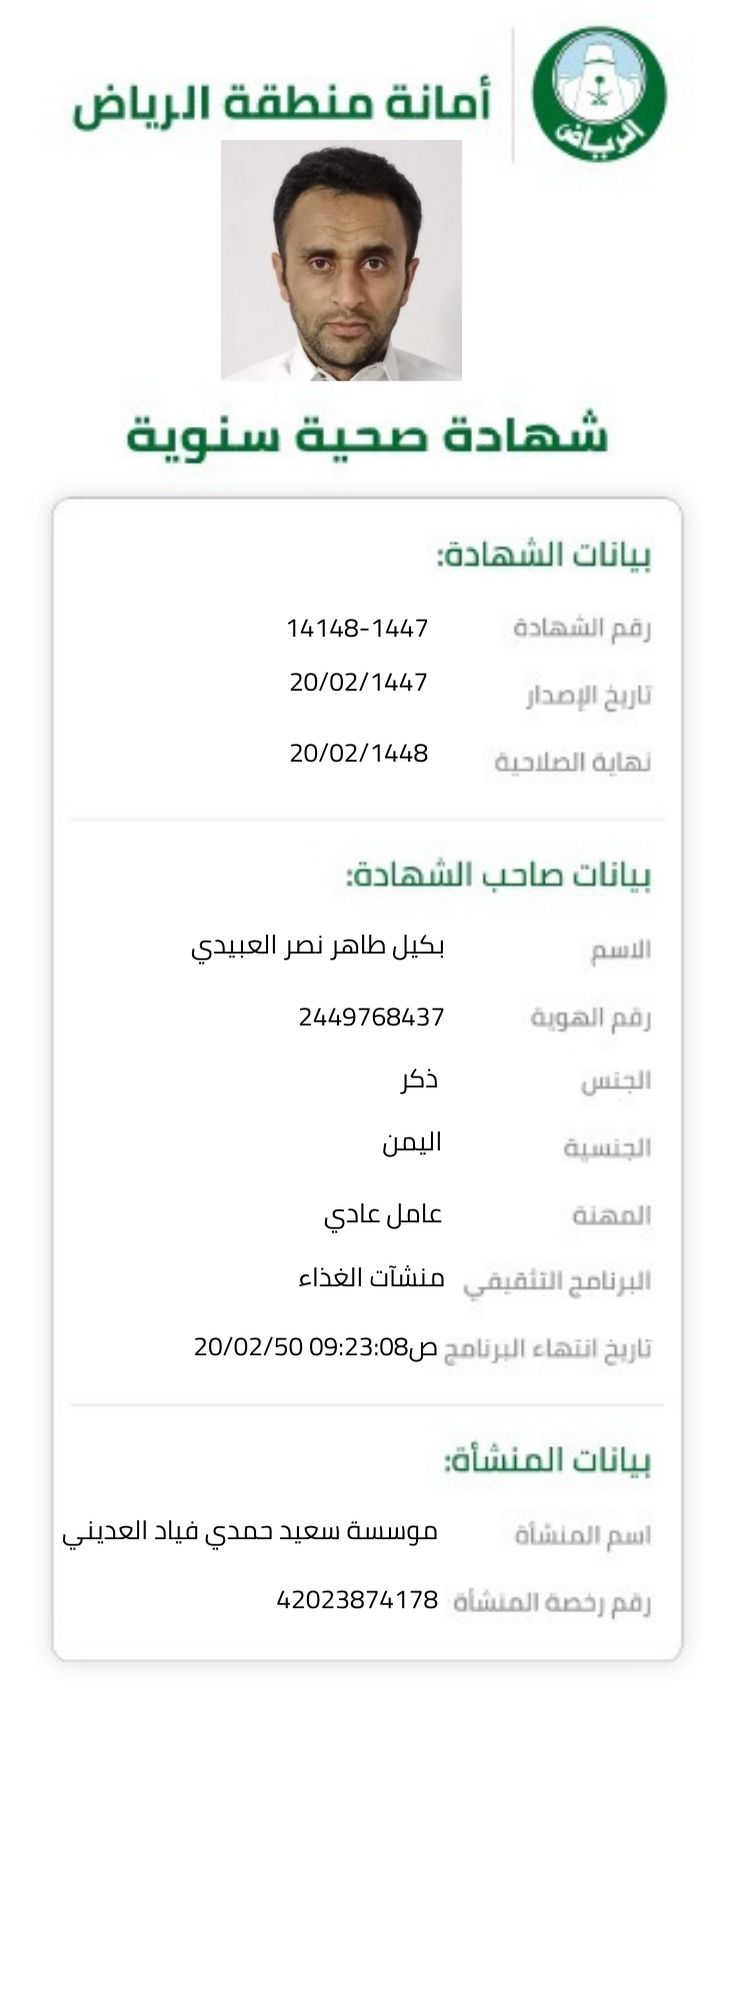 أمانة منطقة الرياض
الرياض
شهادة صحية سنوية
بيانات الشهادة:
رقم الشهادة 14148-1447
تاريخ الإصدار 20/02/1447
نهاية الصلاحية 20/02/1448
بيانات صاحب الشهادة:
الاسم بكيل طاهر نصر العبيدي
رقم الهوية 2449768437
الجنس ذكر
الجنسية اليمن
المهنة عامل عادي
البرنامج التثقيفي منشآت الغذاء
تاريخ انتهاء البرنامج ص09:23:08 20/02/50
بيانات المنشأة:
اسم المنشأة موسسة سعيد حمدي فياد العديني
رقم رخصة المنشأة 42023874178